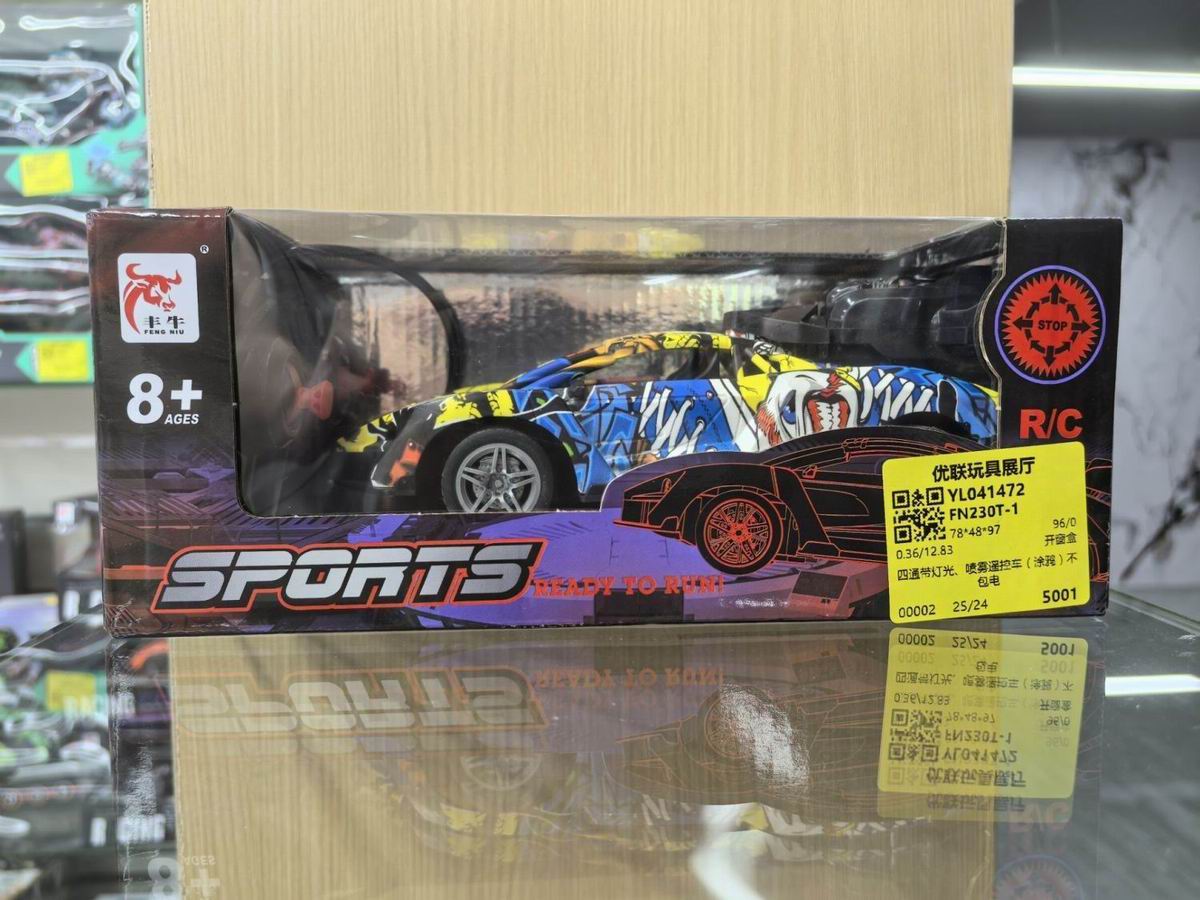 ®
丰牛
FENG NIU
8+
AGES
STOP
R/C
SPORTS
READY TO RUN!
优联玩具展厅
YL041472
FN230T-1
78*48*97
96/0
0.36/12.83
开窗盒
四通带灯光、喷雾遥控车（涂鸦）不
包电
00002 25/24
5001